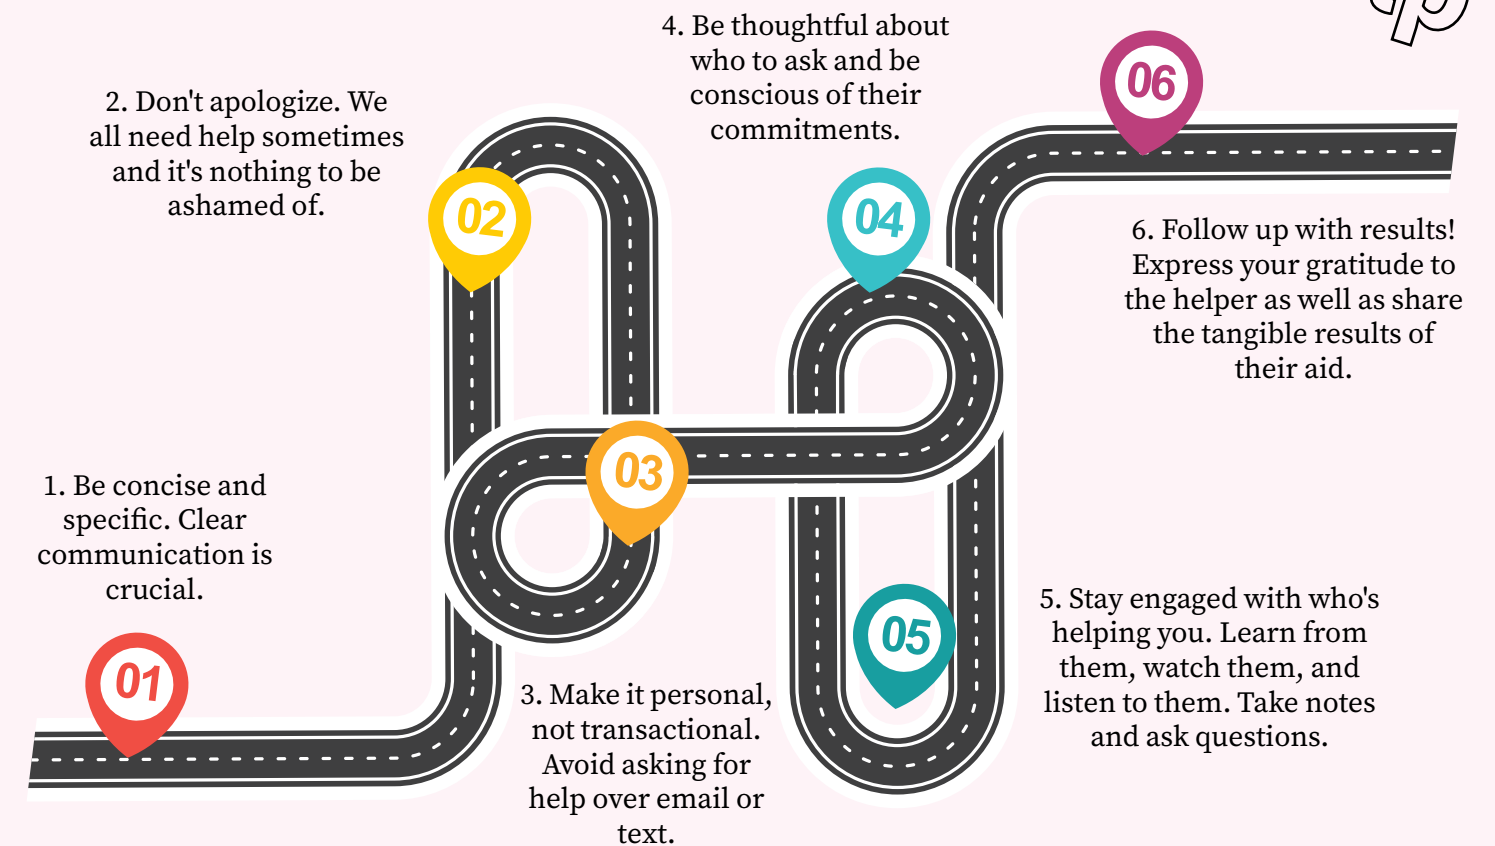 1. Be concise and
specific. Clear
communication is
crucial.
01
2. Don't apologize. We
all need help sometimes
and it's nothing to be
ashamed of.
02
3. Make it personal,
not transactional.
Avoid asking for
help over email or
text.
03
4. Be thoughtful about
who to ask and be
conscious of their
commitments.
04
5. Stay engaged with who's
helping you. Learn from
them, watch them, and
listen to them. Take notes
and ask questions.
05
6. Follow up with results!
Express your gratitude to
the helper as well as share
the tangible results of
their aid.
06